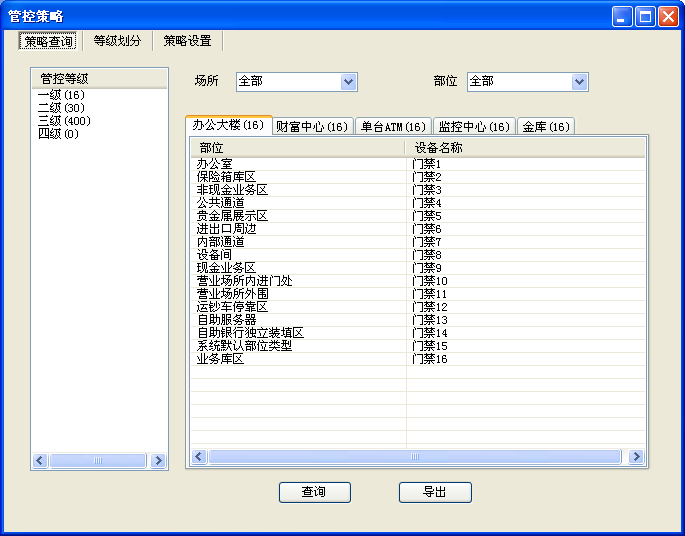 管控策略
策略查询 等级划分 策略设置
管控等级
一级(16)
二级(30)
三级(400)
四级(0)
场所 全部 部位 全部
办公大楼(16) 财富中心(16) 单台ATM(16) 监控中心(16) 金库(16)
部位 设备名称
办公室 门禁1
保险箱库区 门禁2
非现金业务区 门禁3
公共通道 门禁4
贵金属展示区 门禁5
进出口周边 门禁6
内部通道 门禁7
设备间 门禁8
现金业务区 门禁9
营业场所内进门处 门禁10
营业场所外围 门禁11
运钞车停靠区 门禁12
自助服务器 门禁13
自助银行独立装填区 门禁14
系统默认部位类型 门禁15
业务库区 门禁16
查询 导出